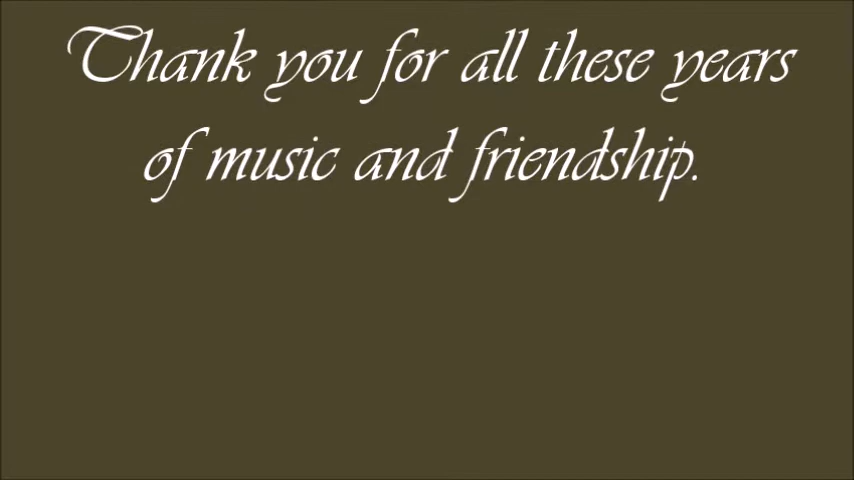 Thank you for all these years
of music and friendship.